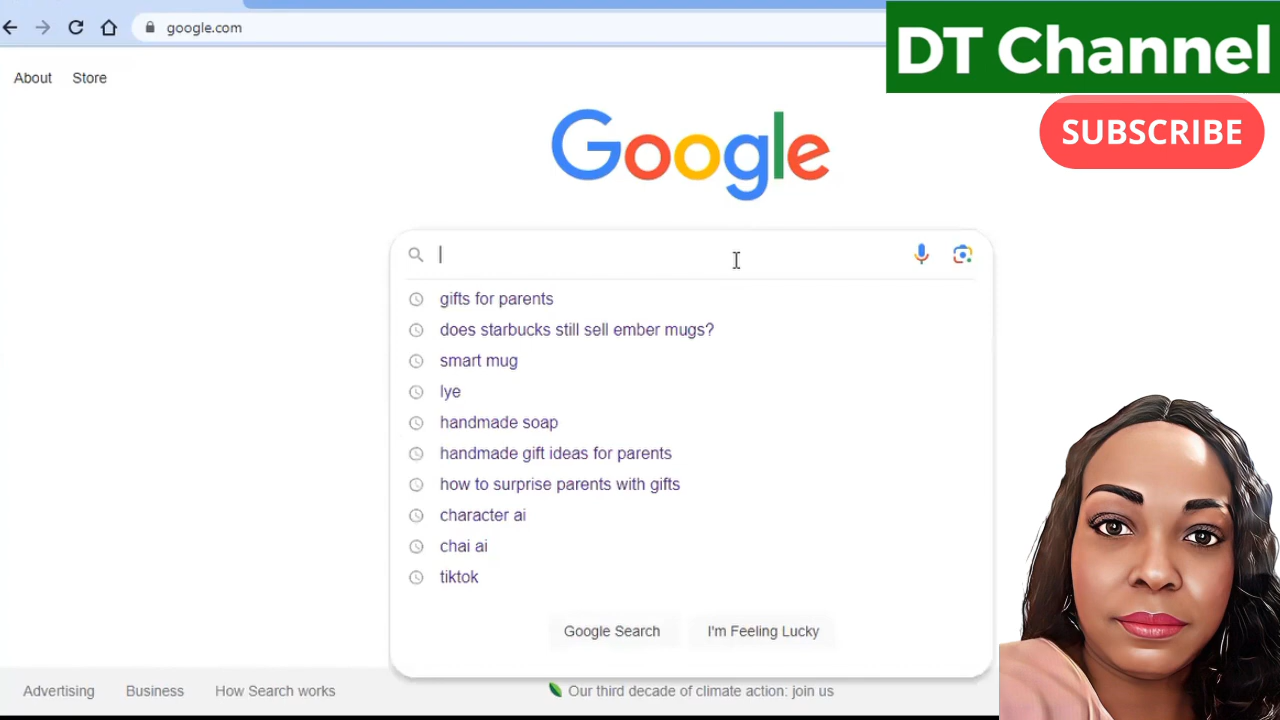 google.com
DT Channel
SUBSCRIBE
About Store
Google
gifts for parents
does starbucks still sell ember mugs?
smart mug
lye
handmade soap
handmade gift ideas for parents
how to surprise parents with gifts
character ai
chai ai
tiktok
Google Search I'm Feeling Lucky
Advertising Business How Search works Our third decade of climate action: join us